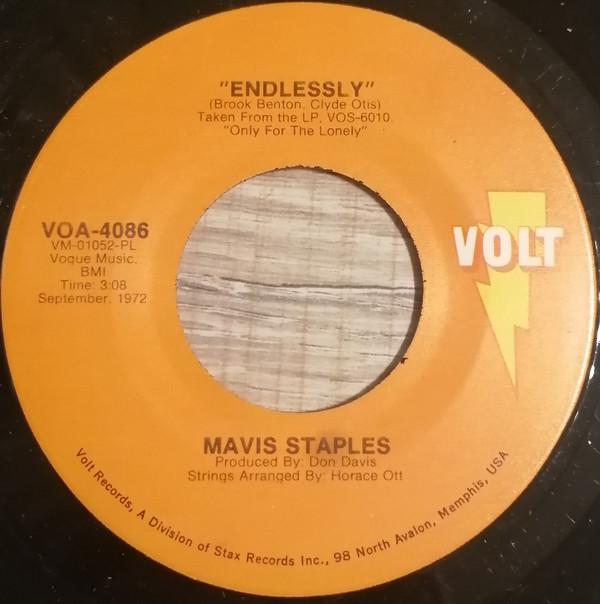 "ENDLESSLY"
(Brook Benton, Clyde Otis)
Taken From the LP, VOS-6010
"Only For The Lonely"
VOA-4086
VM-01052-PL
Vogue Music,
BMI
Time: 3:08
September, 1972
VOLT
MAVIS STAPLES
Produced By: Don Davis
Strings Arranged By: Horace Ott
Volt Records, A Division of Stax Records Inc., 98 North Avalon, Memphis, USA